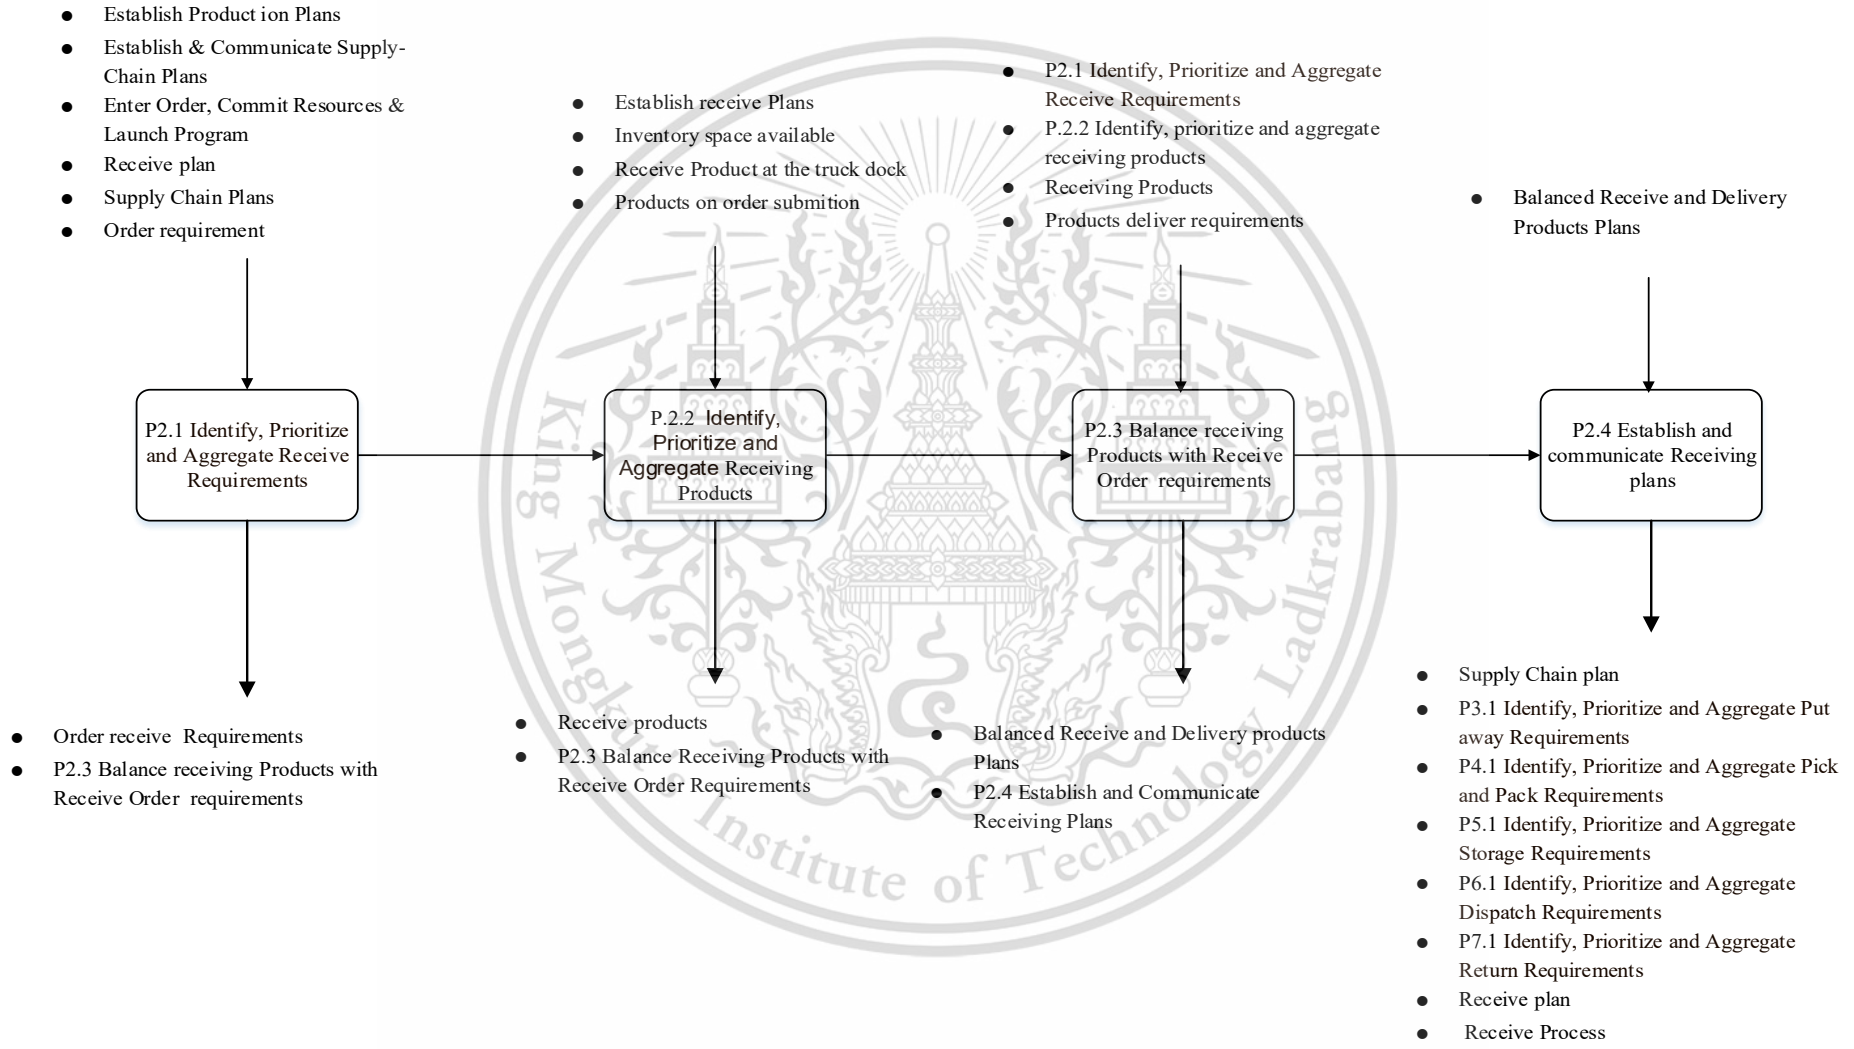 Establish Product ion Plans
Establish & Communicate Supply-
Chain Plans
Enter Order, Commit Resources &
Launch Program
Receive plan
Supply Chain Plans
Order requirement
Establish receive Plans
Inventory space available
Receive Product at the truck dock
Products on order submition
P2.1 Identify, Prioritize and Aggregate
Receive Requirements
P.2.2 Identify, prioritize and aggregate
receiving products
Receiving Products
Products deliver requirements
Balanced Receive and Delivery
Products Plans
P2.1 Identify, Prioritize
and Aggregate Receive
Requirements
P.2.2 Identify,
Prioritize and
Aggregate Receiving
Products
P2.3 Balance receiving
Products with Receive
Order requirements
P2.4 Establish and
communicate Receiving
plans
Order receive Requirements
P2.3 Balance receiving Products with
Receive Order requirements
Receive products
P2.3 Balance Receiving Products with
Receive Order Requirements
Balanced Receive and Delivery products
Plans
P2.4 Establish and Communicate
Receiving Plans
Supply Chain plan
P3.1 Identify, Prioritize and Aggregate Put
away Requirements
P4.1 Identify, Prioritize and Aggregate Pick
and Pack Requirements
P5.1 Identify, Prioritize and Aggregate
Storage Requirements
P6.1 Identify, Prioritize and Aggregate
Dispatch Requirements
P7.1 Identify, Prioritize and Aggregate
Return Requirements
Receive plan
Receive Process
King Mongkut's Institute of Technology Ladkrabang